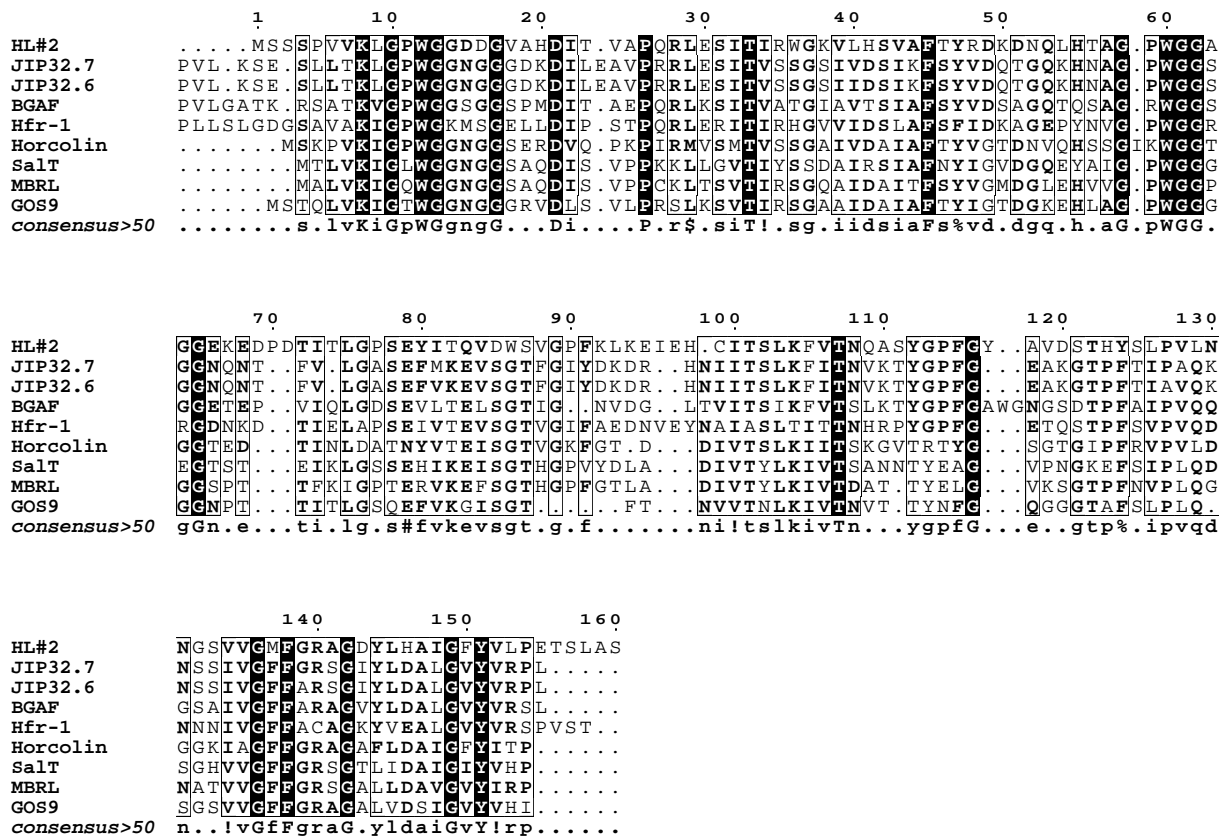 1 10 20 30 40 50 60
HL#2 .....MSSSPVVKLGPWGGDDGVAHDIT.VAPQRLESITIRWGKVLHSVAFTYRDKDNQLHTAG.PWGGA
JIP32.7 PVL.KSE.SLLTKLGPWGGNGGGDKDILEAVPRRLESITVSSGSIVDSIKFSYVDQTGQKHNAG.PWGGS
JIP32.6 PVL.KSE.SLLTKLGPWGGNGGGDKDILEAVPRRLESITVSSGSIIDSIKFSYVDQTGQKHNAG.PWGGS
BGAF PVLGATK.RSATKVGPWGGSGGSPMDIT.AEPQRLKSITVATGIAVTSIAFSYVDSAGQTQSAG.RWGGS
Hfr-1 PLLSLGDGSAVAKIGPWGKMSGELLDIP.STPQRLERITIRHGVVIDSLAFSFIDKAGEPYNVG.PWGGR
Horcolin .......MSKPVKIGPWGGNGGSERDVQ.PKPIRMVSMTVSSGAIVDAIAFTYVGTDNVQHSSGIKWGGT
SalT ........MTLVKIGLWGGNGGSAQDIS.VPPKKLLGVTIYSSDAIRSIAFNYIGVDGQEYAIG.PWGGG
MBRL ........MALVKIGQWGGNGGSAQDIS.VPPCKLTSVTIRSGQAIDAITFSYVGMDGLEHVVG.PWGGP
GOS9 ......MSTQLVKIGTWGGNGGGRVDLS.VLPRSLKSVTIRSGAAIDAIAFTYIGTDGKEHLAG.PWGGG
consensus>50 ........s.lvKiGpWGgngG..Di....P.r$.siT!.sg.iidsiaFs%vd.dgq.h.aG.pWGG.
70 80 90 100 110 120 130
HL#2 GGEKEDPDTITLGPSEYITQVDWSVGPFKLKEIEH.CITSLKFVTNQASYGPFGY..AVDSTHYSLPVLN
JIP32.7 GGNQNT..FV.LGASEFMKEVSGTFGIYDKDR..HNIITSLKFITNVKTYGPFG...EAKGTPFTIPAQK
JIP32.6 GGNQNT..FV.LGASEFMKEVSGTFGIYDKDR..HNIITSLKFITNVKTYGPFG...EAKGTPFTIPVQK
BGAF GGETEP..VIQLGDSEVLTELSGTIG..NVDG..LTVITSIKFVTSLKTYGPFGAWGNGSDTPFAIPVQQ
Hfr-1 RGDNKD..TIELAPSEIVTEVSGTVGIFAEDNVEYNAIASLTITTNHRPYGPFG...ETQSTPFSVPVQD
Horcolin GGTED...TINLDATNYVTEISGTVGKFGT.D...DIVTSLKIITSKGVTRTYG...SGTGIPFRVPVLD
SalT EGTST...EIKLGSSEHIKEISGTHGPVYDLA...DIVTYLKIVTSANNTYEAG...VPNGKEFSIPLQD
MBRL GGSPT...TFKIGPTERVKEFSGTHGPFGTLA...DIVTYLKIVTDAT.TYELG...VKSGTPFNVPLQG
GOS9 GGNPT...TITLGSQEFVKGISGT.....FT....NVVTNLKIVTNVT.TYNFG...QGGGTAFSLPLQ.
consensus>50 gGn.e...ti.lg.s#fvkevsgt.g.f.......ni!tslkivTn...ygpfG...e..gtp%.ipvqd
140 150 160
HL#2 NGSVVGMFGRAGDYLHAIGFYVLPETSLAS
JIP32.7 NSSIVGFFGRSGIYLDALGVYVRPL.....
JIP32.6 NSSIVGFFARSGIYLDALGVYVRPL.....
BGAF GSAIVGFFARAGVYLDALGVYVRSL.....
Hfr-1 NNNIVGFFACAGKYVEALGVYVRSPVST..
Horcolin GGKIAGFFGRAGAFLDAIGFYITP......
SalT SGHVVGFFGRSGTLIDAIGIYVHP......
MBRL NATVVGFFGRSGALLDAVGVYIRP......
GOS9 SGSVVGFFGRAGALVDSIGVYVHI......
consensus>50 n..!vGfFgraG.yldaiGvY!rp......